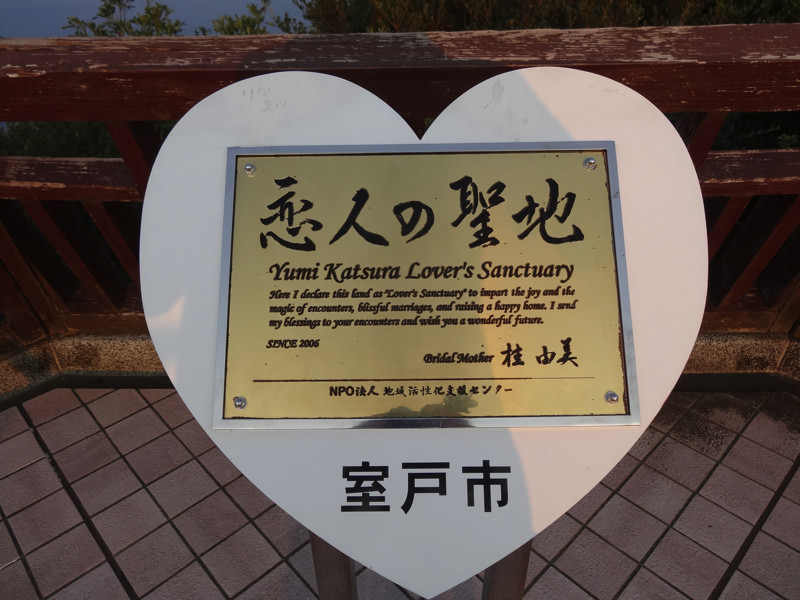 恋人の聖地
Yumi Katsura Lover's Sanctuary
Here I declare this land as "Lover's Sanctuary" to impart the joy and the
magic of encounters, blissful marriages, and raising a happy home. I send
my blessings to your encounters and wish you a wonderful future.
SINCE 2006
Bridal Mother 桂 由美
NPO法人 地域活性化支援センター
室戸市